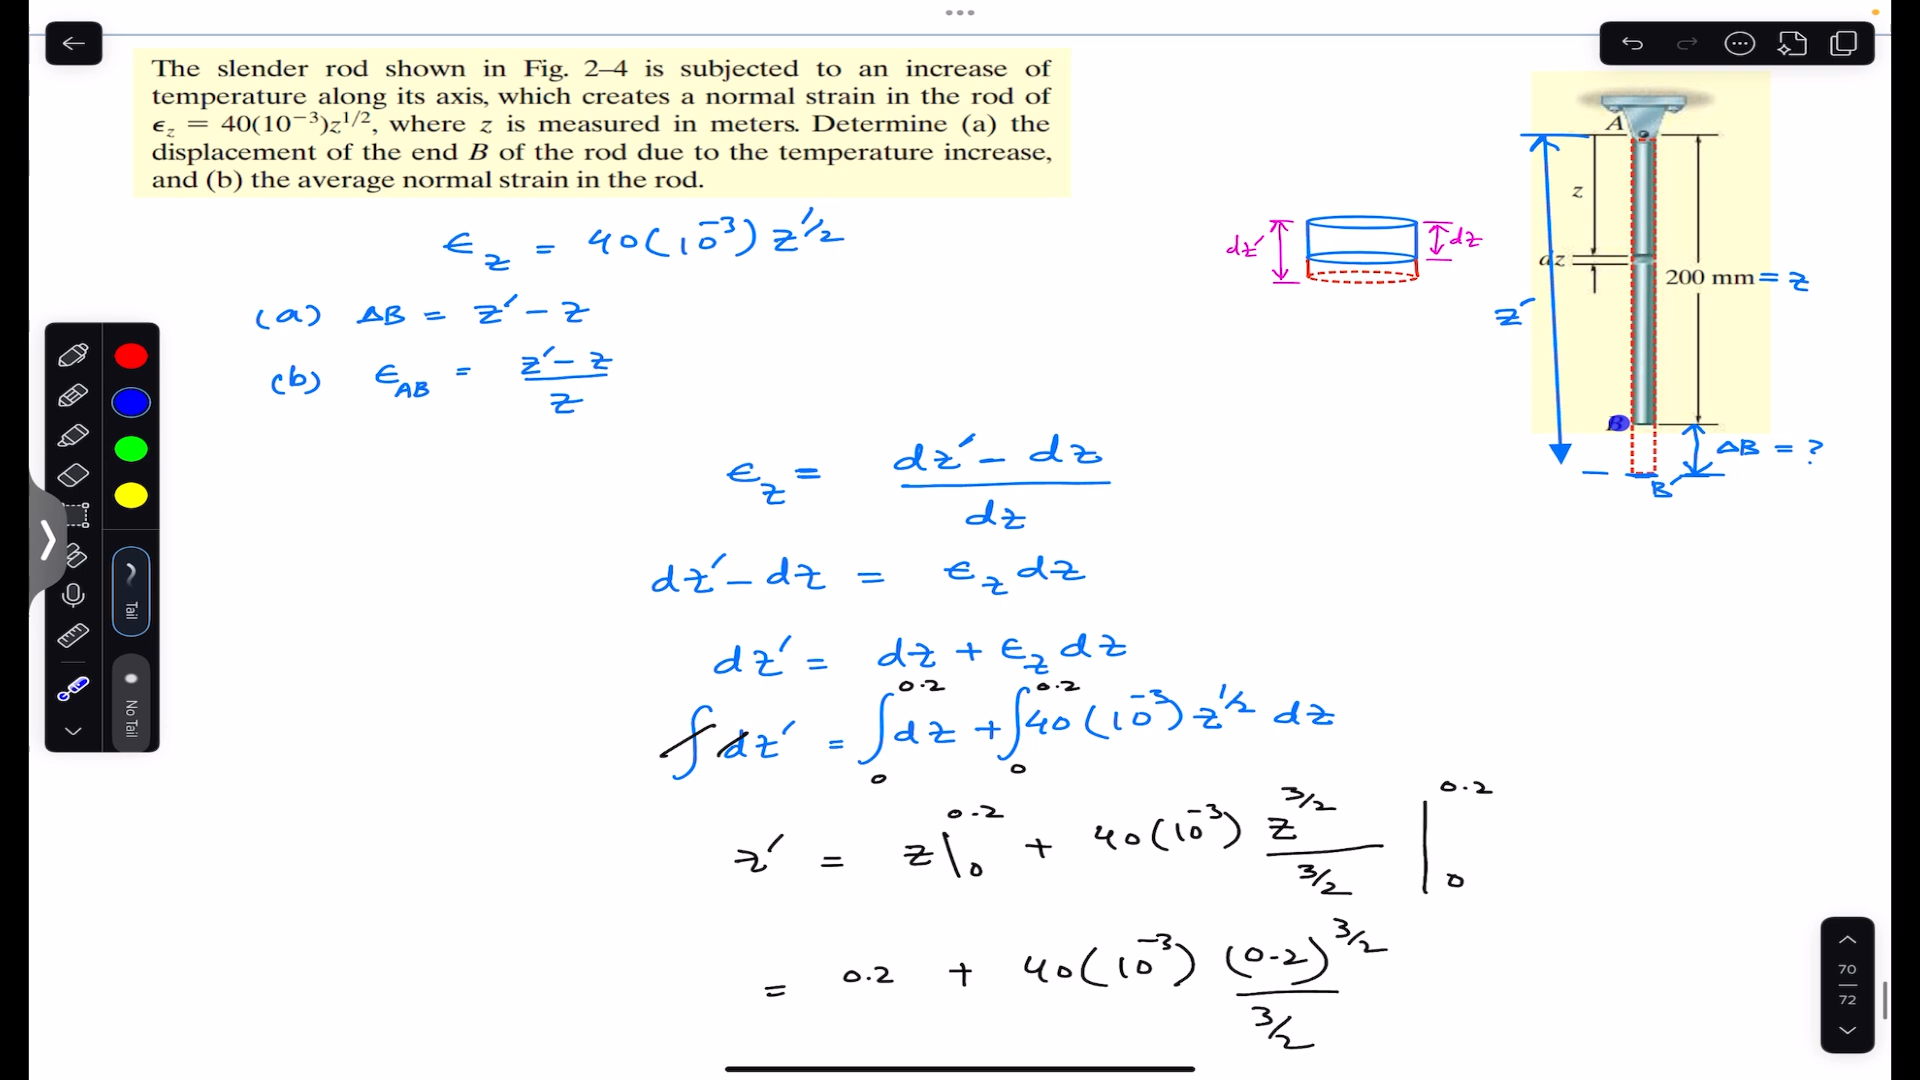 The slender rod shown in Fig. 2–4 is subjected to an increase of
temperature along its axis, which creates a normal strain in the rod of
ϵz = 40(10⁻³)z^1/2, where z is measured in meters. Determine (a) the
displacement of the end B of the rod due to the temperature increase,
and (b) the average normal strain in the rod.
ϵz = 40(10⁻³) z^1/2
(a) ΔB = z′ – z
(b) ϵAB = (z′ – z) / z
ϵz = (dz′ – dz) / dz
dz′ – dz = ϵz dz
dz′ = dz + ϵz dz
∫ dz′ = ∫₀^0.2 dz + ∫₀^0.2 40(10⁻³) z^1/2 dz
z′ = z|₀^0.2 + 40(10⁻³) z^3/2 / 3/2 |₀^0.2
= 0.2 + 40(10⁻³) (0.2)^3/2 / 3/2
dz′
dz
A
z
dz
200 mm = z
z′
B
ΔB = ?
B′
Tail
No Tail
70
72